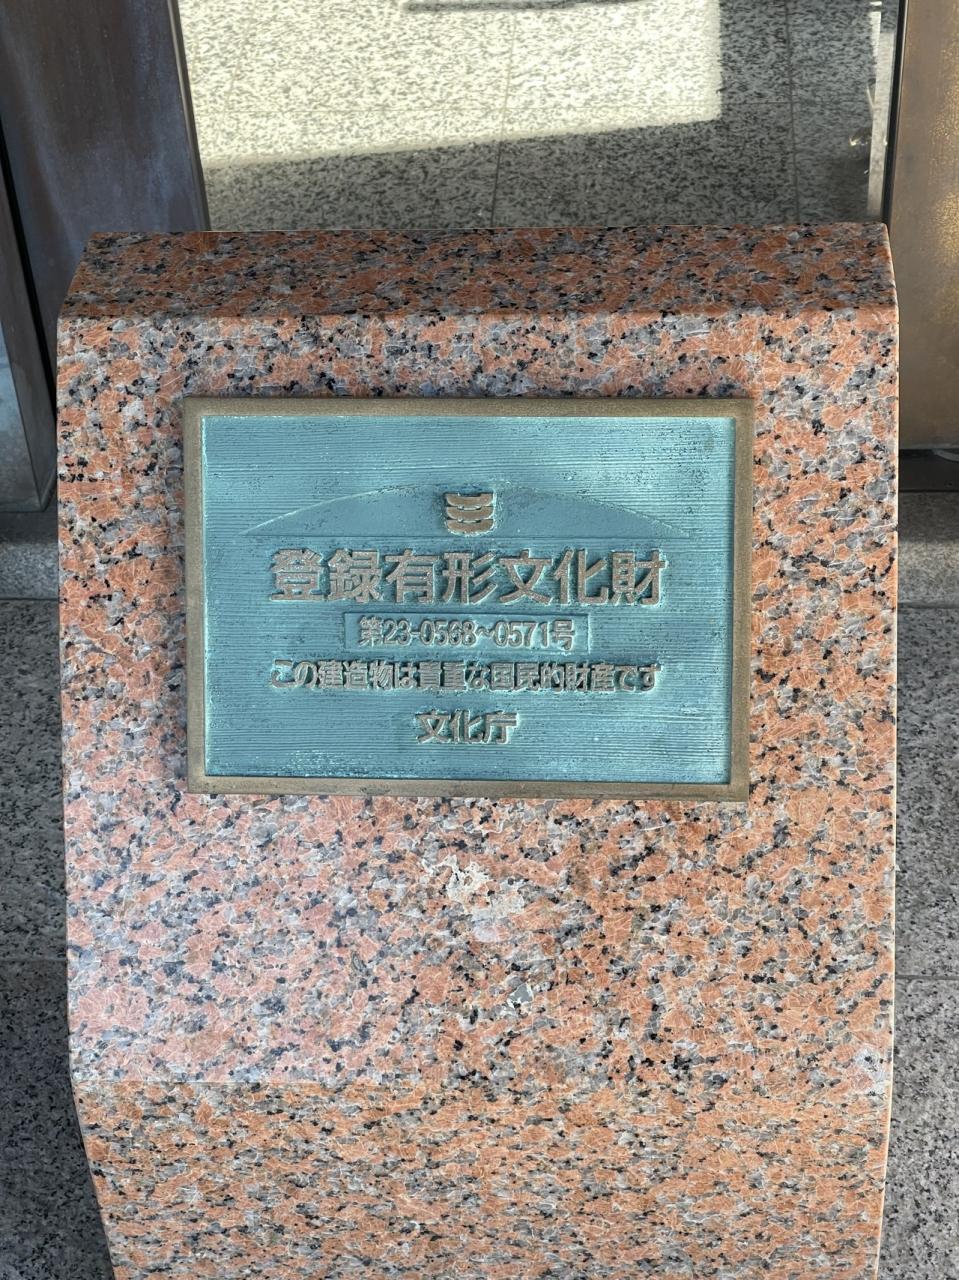 登録有形文化財
第23-0568~0571号
この建造物は貴重な国民的財産です
文化庁